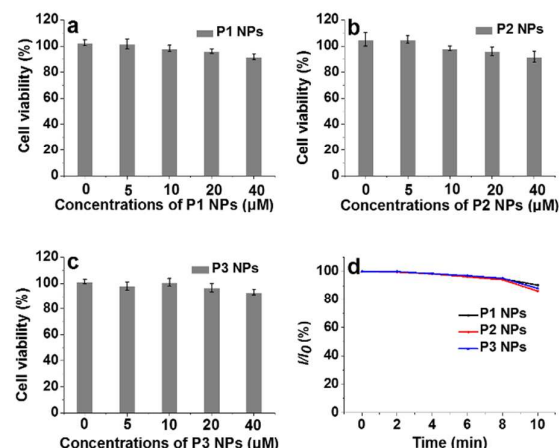 a
P1 NPs
Cell viability (%)
120
100
80
60
40
20
0
0 5 10 20 40
Concentrations of P1 NPs (μM)
b
P2 NPs
Cell viability (%)
120
100
80
60
40
20
0
0 5 10 20 40
Concentrations of P2 NPs (μM)
c
P3 NPs
Cell viability (%)
120
100
80
60
40
20
0
0 5 10 20 40
Concentrations of P3 NPs (μM)
d
I/I0 (%)
100
80
60
40
20
0
P1 NPs
P2 NPs
P3 NPs
0 2 4 6 8 10
Time (min)